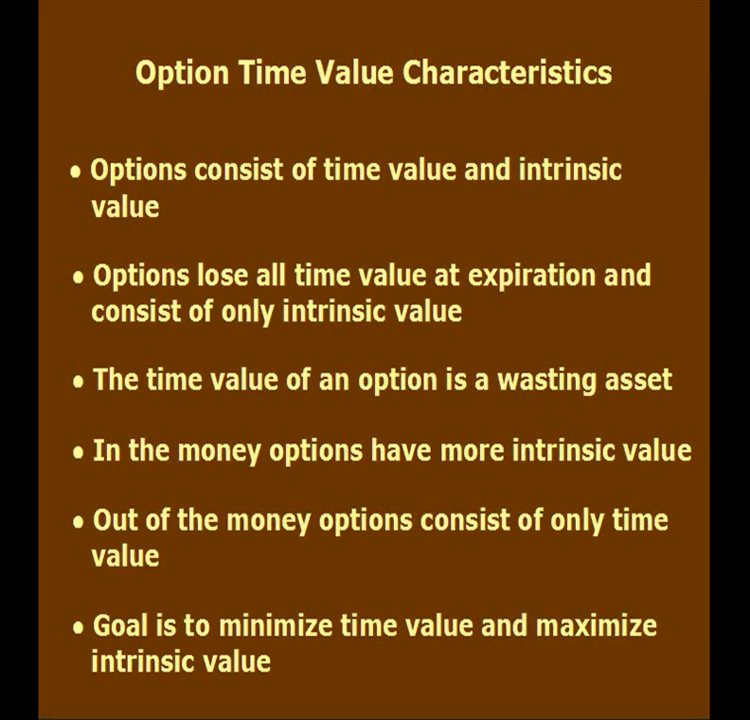 Option Time Value Characteristics
• Options consist of time value and intrinsic
value
• Options lose all time value at expiration and
consist of only intrinsic value
• The time value of an option is a wasting asset
• In the money options have more intrinsic value
• Out of the money options consist of only time
value
• Goal is to minimize time value and maximize
intrinsic value